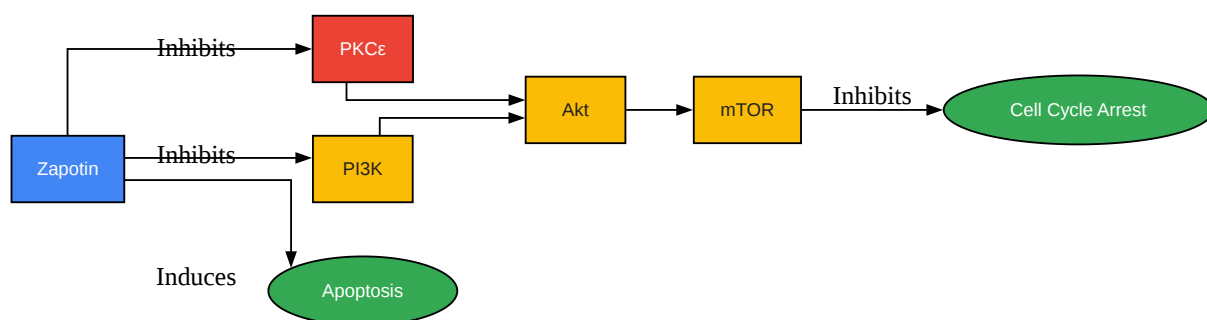 Inhibits
PKCε
Akt
mTOR
Inhibits
Cell Cycle Arrest
Zapotin
Inhibits
PI3K
Induces
Apoptosis